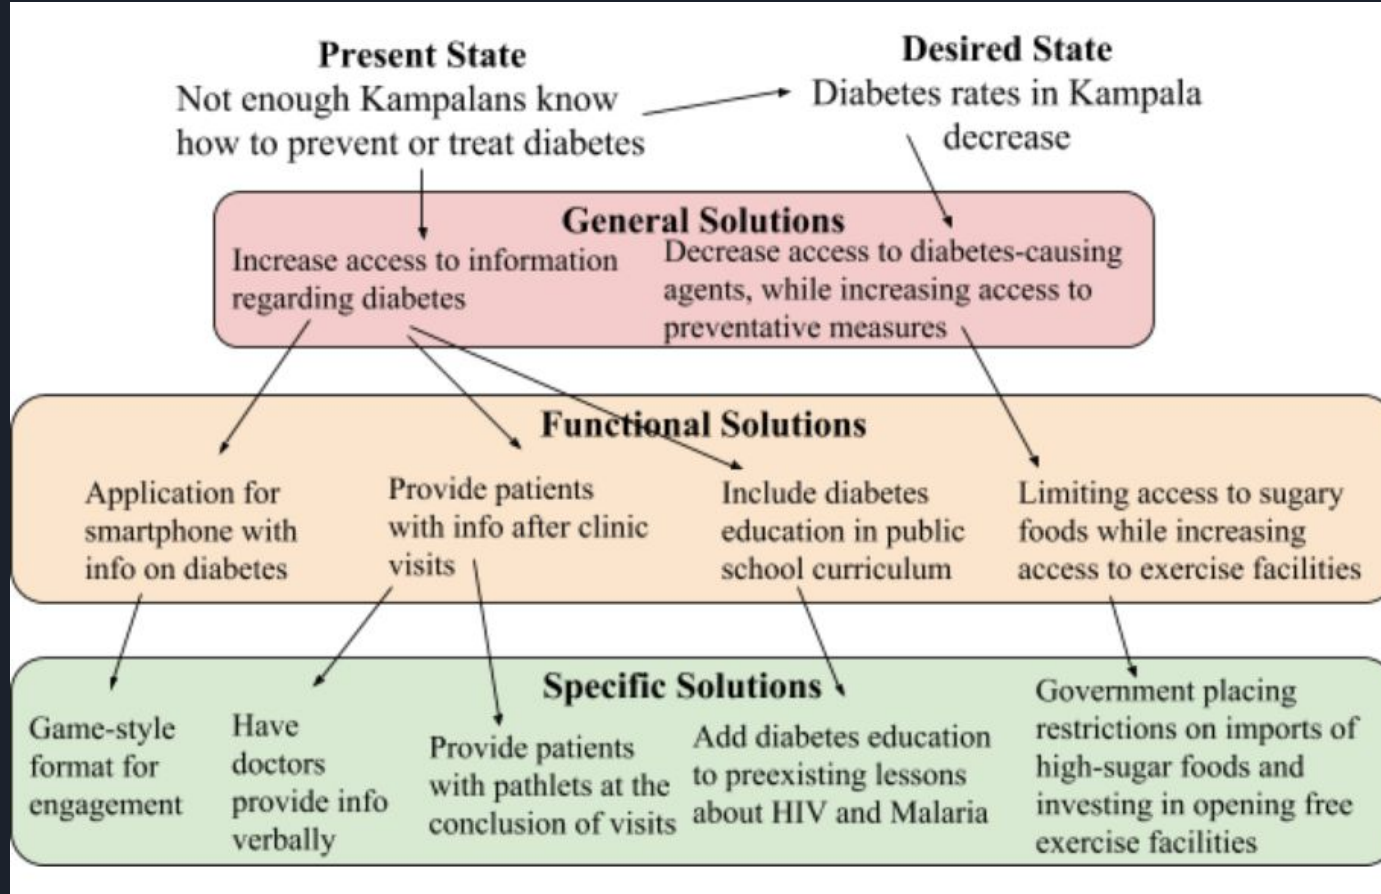 Present State
Not enough Kampalans know
how to prevent or treat diabetes
Desired State
Diabetes rates in Kampala
decrease
General Solutions
Increase access to information
regarding diabetes
Decrease access to diabetes-causing
agents, while increasing access to
preventative measures
Functional Solutions
Application for
smartphone with
info on diabetes
Provide patients
with info after clinic
visits
Include diabetes
education in public
school curriculum
Limiting access to sugary
foods while increasing
access to exercise facilities
Specific Solutions
Game-style
format for
engagement
Have
doctors
provide info
verbally
Provide patients
with pathlets at the
conclusion of visits
Add diabetes education
to preexisting lessons
about HIV and Malaria
Government placing
restrictions on imports of
high-sugar foods and
investing in opening free
exercise facilities